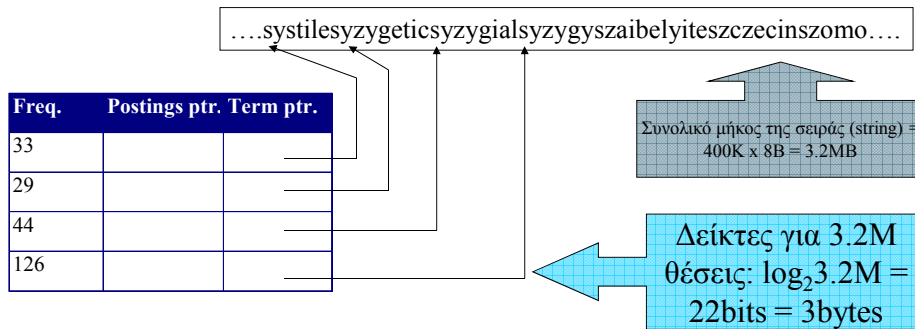 ….systilesyzygeticsyzygialsyzygyszaibelyiteszczecinszomo….
Freq. Postings ptr. Term ptr.
33
29
44
126
Συνολικό μήκος της σειράς (string) =
400K x 8B = 3.2MB
Δείκτες για 3.2M
θέσεις: log₂3.2M =
22bits = 3bytes